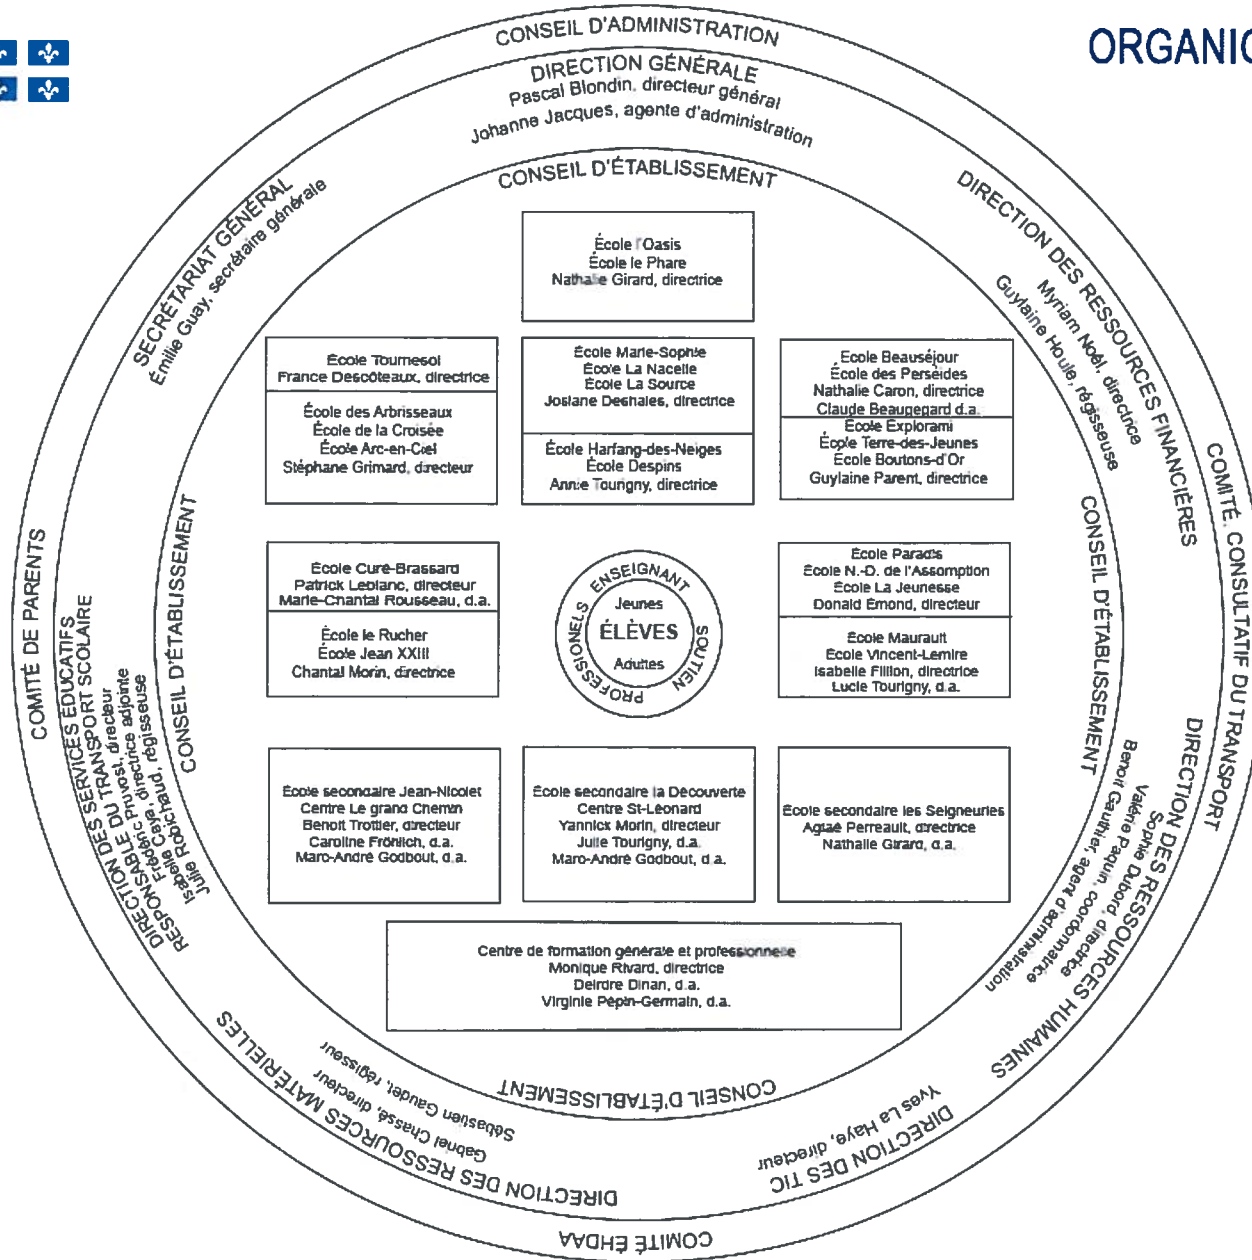 ORGANIC
CONSEIL D'ADMINISTRATION
DIRECTION GÉNÉRALE
Pascal Blondin, directeur général
Johanne Jacques, agente d'administration
CONSEIL D'ÉTABLISSEMENT
SECRÉTARIAT GÉNÉRAL
Émilie Guay, secrétaire générale
DIRECTION DES RESSOURCES FINANCIÈRES
Myriam Noël, directrice
Guylaine Houle, régisseuse
École l'Oasis
École le Phare
Nathalie Girard, directrice
École Tournesol
France Descôteaux, directrice
École des Arbrisseaux
École de la Croisée
École Arc-en-Ciel
Stéphane Grimard, directeur
École Marie-Sophie
École La Nacelle
École La Source
Josiane Deshaies, directrice
École Harfang-des-Neiges
École Despins
Annie Tourigny, directrice
École Beauséjour
École des Perséides
Nathalie Caron, directrice
Claude Beauregard d.a.
École Explorami
École Terre-des-Jeunes
École Boutons-d'Or
Guylaine Parent, directrice
COMITÉ DE PARENTS
CONSEIL D'ÉTABLISSEMENT
CONSEIL D'ÉTABLISSEMENT
COMITÉ CONSULTATIF DU TRANSPORT
École Curé-Brassard
Patrick Leblanc, directeur
Marie-Chantal Rousseau, d.a.
École le Rucher
École Jean XXIII
Chantal Morin, directrice
PROFESSIONELS ENSEIGNANT SOUTIEN
Jeunes
ÉLÈVES
Adultes
École Paradis
École N.-D. de l'Assomption
École La Jeunesse
Donald Émond, directeur
École Maurault
École Vincent-Lemire
Isabelle Fillion, directrice
Lucie Tourigny, d.a.
DIRECTION DES SERVICES ÉDUCATIFS
RESPONSABLE DU TRANSPORT SCOLAIRE
Frédéric Pruvost, directeur
Isabelle Caya, directrice adjointe
Julie Robichaud, régisseuse
DIRECTION DES RESSOURCES HUMAINES
Sophie Dubord, directrice
Valérie Paquin, coordonnatrice
Benoit Gauthier, agent d'administration
École secondaire Jean-Nicolet
Centre Le grand Chemin
Benoit Trottier, directeur
Caroline Fröhlich, d.a.
Marc-André Godbout, d.a.
École secondaire la Découverte
Centre St-Léonard
Yannick Morin, directeur
Julie Tourigny, d.a.
Marc-André Godbout, d.a.
École secondaire les Seigneuries
Aglaé Perreault, directrice
Nathalie Girard, d.a.
Centre de formation générale et professionnelle
Monique Rivard, directrice
Deirdre Dinan, d.a.
Virginie Pépin-Germain, d.a.
CONSEIL D'ÉTABLISSEMENT
DIRECTION DES RESSOURCES MATÉRIELLES
Gabriel Chassé, directeur
Sébastien Gaudet, régisseur
DIRECTION DES TIC
Yves La Haye, directeur
COMITÉ EHDAA